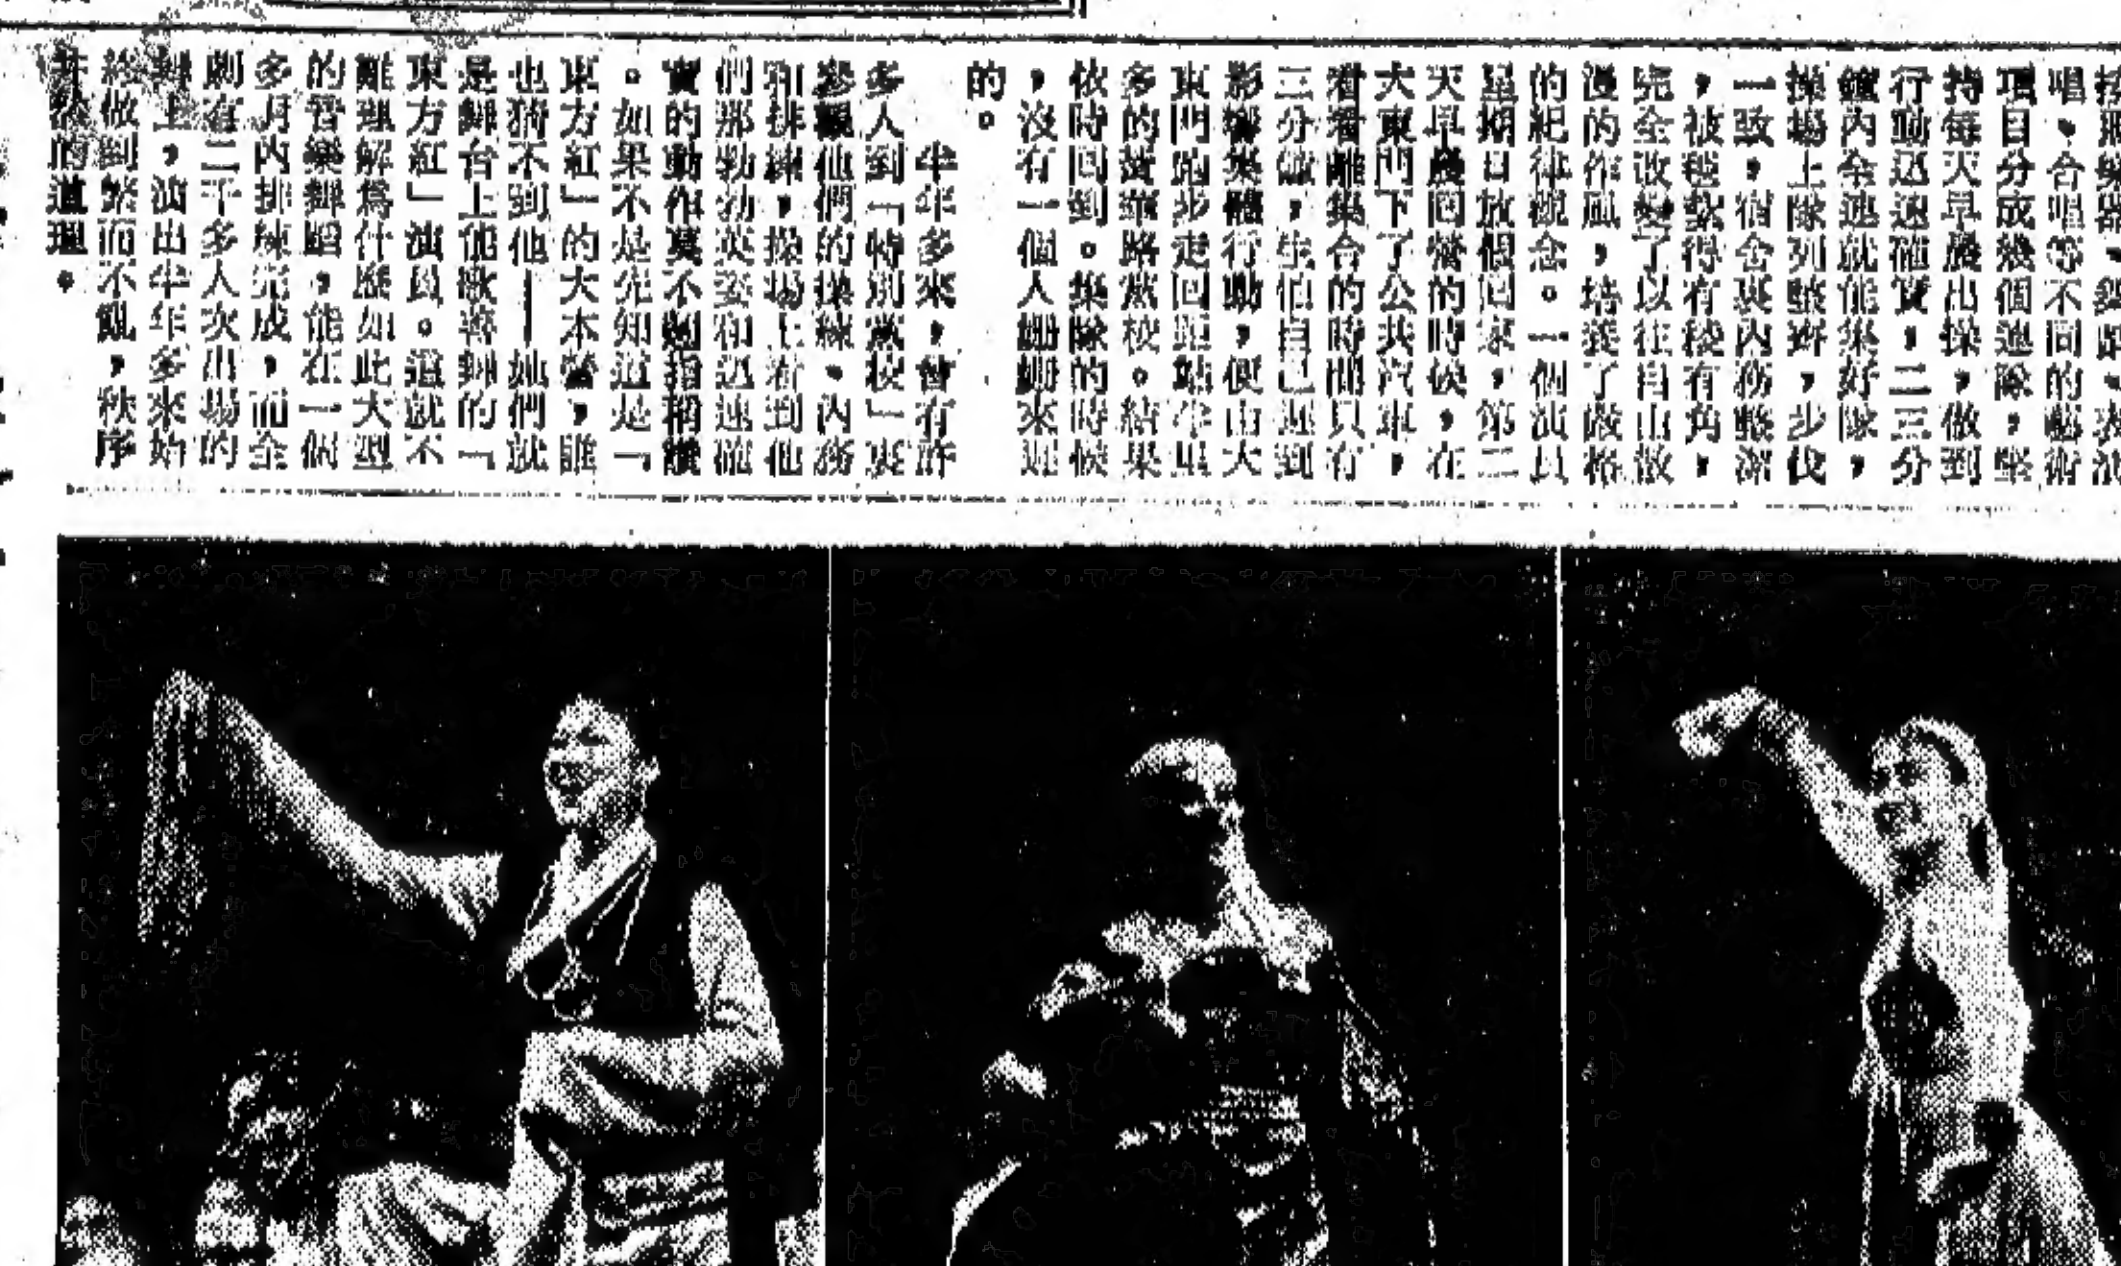 唱、合唱等不同的藝術
項目分成幾個連隊，堅
持每天早晨出操，做到
行動迅速確實，二三分
鐘內全連就能集好隊，
操場上隊列整齊，步伐
一致，宿舍裏內務整潔
，被毯叠得有稜有角，
完全改變了以往自由散
漫的作風，培養了嚴格
的紀律觀念。一個演員
星期日放假回家，第二
天早晨回營的時候，在
大東門下了公共汽車，
看看離集合的時間只有
三分鐘，生怕自己遲到
影響集體行動，便由大
東門跑步走回距站牛里
多的黃華路黨校。結果
依時回到。集隊的時候
，沒有一個人姍姍來遲
的。
半年多來，曾有許
多人到「特別黨校」裏
參觀他們的操練、內務
和排練，操場上看到他
們那勃勃英姿和迅速確
實的動作莫不翹指稱讚
。如果不是先知道是「
東方紅」的大本營，誰
也猜不到他——她們就
是舞台上能歌善舞的「
東方紅」演員。這就不
難理解爲什麼如此大型
的音樂舞蹈，能在一個
多月內排練完成，而全
劇有二千多人次出場的
舞上，演出半年多來始
終做到繁而不亂，秩序
井然的道理。